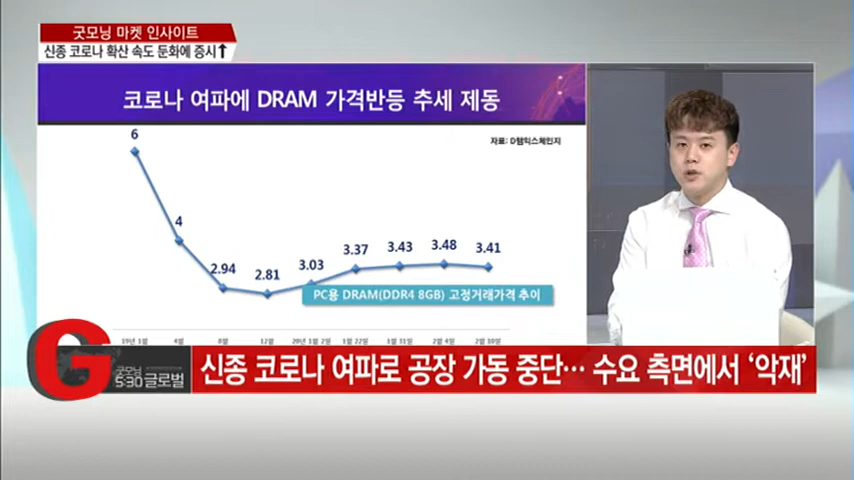 굿모닝 마켓 인사이트
신종 코로나 확산 속도 둔화에 증시↑
코로나 여파에 DRAM 가격반등 추세 제동
자료: D램익스체인지
6
4
2.94
2.81
3.03
3.37
3.43
3.48
3.41
PC용 DRAM(DDR4 8GB) 고정거래가격 추이
19년 1월 4월 8월 12월 20년 1월 2일 1월 22일 1월 31일 2월 4일 2월 10일
G
굿모닝
5:30 글로벌
신종 코로나 여파로 공장 가동 중단… 수요 측면에서 ‘악재’